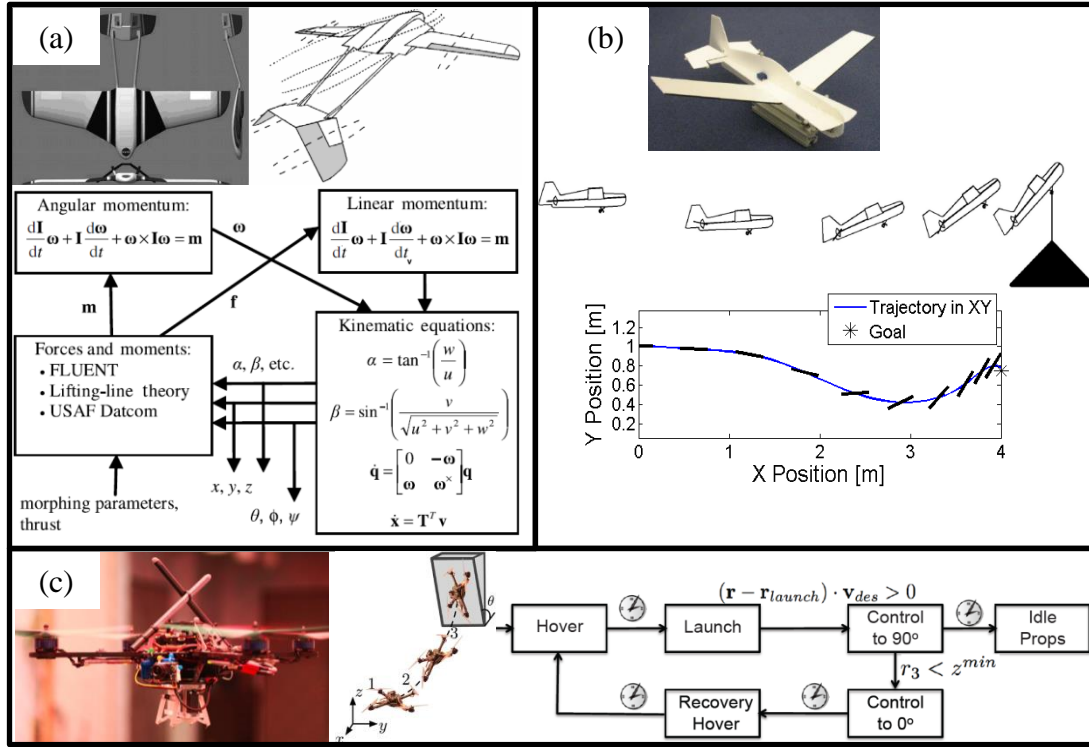 (a)
Angular momentum:
dI/dt ω + I dω/dt + ω × Iω = m
ω
Linear momentum:
dI/dt ω + I dω/dt_v + ω × Iω = m
m
f
Forces and moments:
• FLUENT
• Lifting-line theory
• USAF Datcom
α, β, etc.
Kinematic equations:
α = tan⁻¹(w/u)
β = sin⁻¹(v/√(u² + v² + w²))
q̇ = [0 −ω
ω ω×]q
ẋ = Tᵀ v
x, y, z
θ, ϕ, ψ
morphing parameters,
thrust
(b)
Trajectory in XY
Goal
Y Position [m]
1.2
1
0.8
0.6
0.4
0.2
0
1
2
3
4
X Position [m]
(c)
θ
3
2
1
z
y
x
Hover
Launch
(r − r_launch) · v_des > 0
Control
to 90°
Idle
Props
r₃ < z^min
Recovery
Hover
Control
to 0°